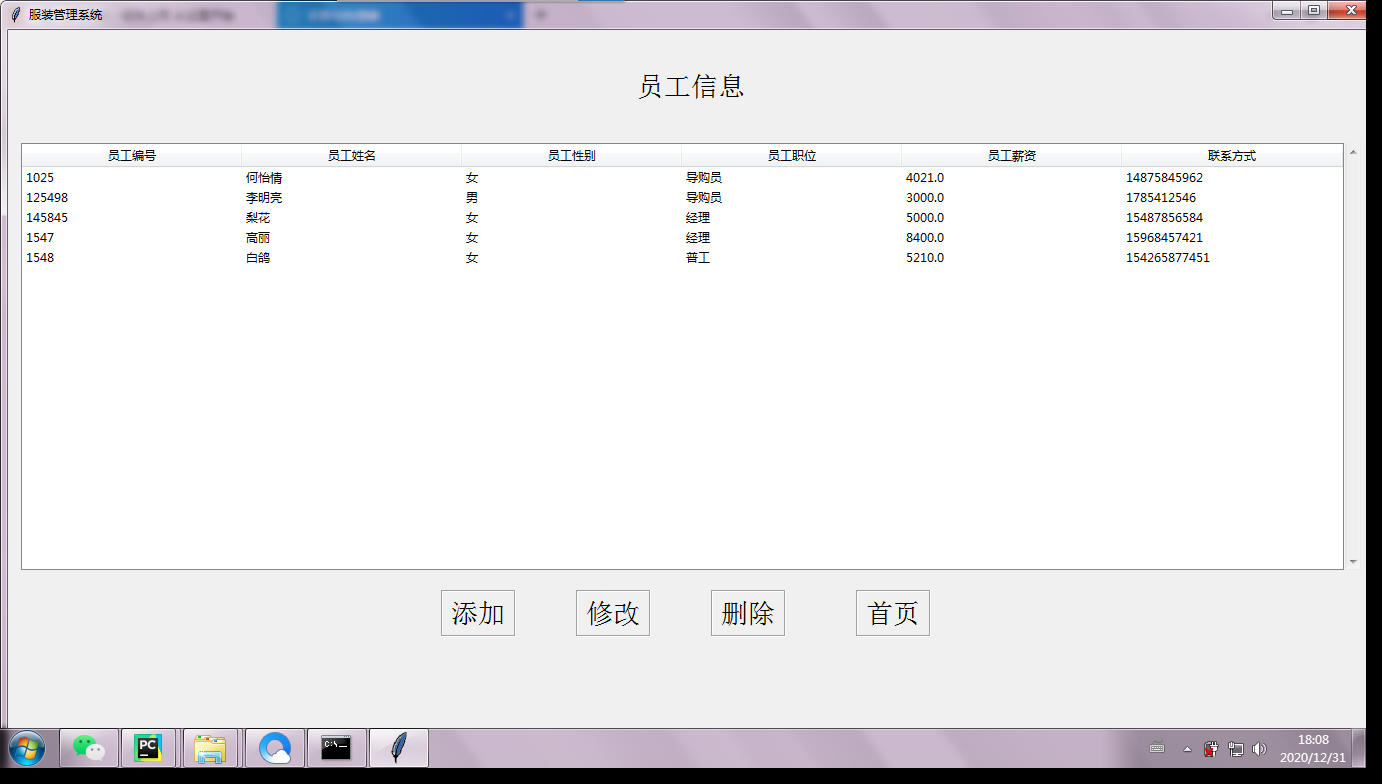 服装管理系统
员工信息
员工编号 员工姓名 员工性别 员工职位 员工薪资 联系方式
1025 何怡情 女 导购员 4021.0 14875845962
125498 李明亮 男 导购员 3000.0 1785412546
145845 梨花 女 经理 5000.0 15487856584
1547 高丽 女 经理 8400.0 15968457421
1548 白鸽 女 普工 5210.0 154265877451
添加 修改 删除 首页
PC C:\. 18:08
2020/12/31